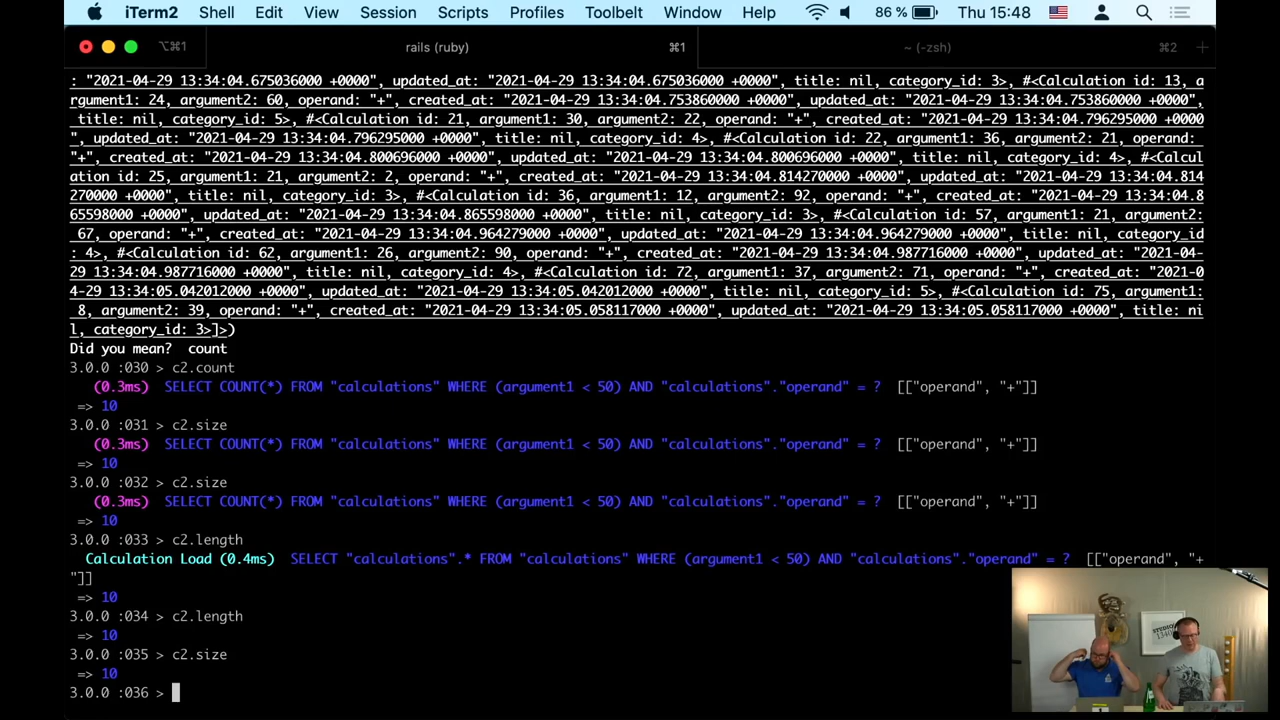 iTerm2 Shell Edit View Session Scripts Profiles Toolbelt Window Help 86 % Thu 15:48
⌥⌘1 rails (ruby) ⌘1 ~ (-zsh) ⌘2 +
: "2021-04-29 13:34:04.675036000 +0000", updated_at: "2021-04-29 13:34:04.675036000 +0000", title: nil, category_id: 3>, #<Calculation id: 13, a
rgument1: 24, argument2: 60, operand: "+", created_at: "2021-04-29 13:34:04.753860000 +0000", updated_at: "2021-04-29 13:34:04.753860000 +0000",
title: nil, category_id: 5>, #<Calculation id: 21, argument1: 30, argument2: 22, operand: "+", created_at: "2021-04-29 13:34:04.796295000 +0000
", updated_at: "2021-04-29 13:34:04.796295000 +0000", title: nil, category_id: 4>, #<Calculation id: 22, argument1: 36, argument2: 21, operand:
"+", created_at: "2021-04-29 13:34:04.800696000 +0000", updated_at: "2021-04-29 13:34:04.800696000 +0000", title: nil, category_id: 4>, #<Calcul
ation id: 25, argument1: 21, argument2: 2, operand: "+", created_at: "2021-04-29 13:34:04.814270000 +0000", updated_at: "2021-04-29 13:34:04.814
270000 +0000", title: nil, category_id: 3>, #<Calculation id: 36, argument1: 12, argument2: 92, operand: "+", created_at: "2021-04-29 13:34:04.8
65598000 +0000", updated_at: "2021-04-29 13:34:04.865598000 +0000", title: nil, category_id: 3>, #<Calculation id: 57, argument1: 21, argument2:
67, operand: "+", created_at: "2021-04-29 13:34:04.964279000 +0000", updated_at: "2021-04-29 13:34:04.964279000 +0000", title: nil, category_id
: 4>, #<Calculation id: 62, argument1: 26, argument2: 90, operand: "+", created_at: "2021-04-29 13:34:04.987716000 +0000", updated_at: "2021-04-
29 13:34:04.987716000 +0000", title: nil, category_id: 4>, #<Calculation id: 72, argument1: 37, argument2: 71, operand: "+", created_at: "2021-0
4-29 13:34:05.042012000 +0000", updated_at: "2021-04-29 13:34:05.042012000 +0000", title: nil, category_id: 5>, #<Calculation id: 75, argument1:
8, argument2: 39, operand: "+", created_at: "2021-04-29 13:34:05.058117000 +0000", updated_at: "2021-04-29 13:34:05.058117000 +0000", title: ni
l, category_id: 3>]>)
Did you mean? count
3.0.0 :030 > c2.count
(0.3ms) SELECT COUNT(*) FROM "calculations" WHERE (argument1 < 50) AND "calculations"."operand" = ? [["operand", "+"]]
=> 10
3.0.0 :031 > c2.size
(0.3ms) SELECT COUNT(*) FROM "calculations" WHERE (argument1 < 50) AND "calculations"."operand" = ? [["operand", "+"]]
=> 10
3.0.0 :032 > c2.size
(0.3ms) SELECT COUNT(*) FROM "calculations" WHERE (argument1 < 50) AND "calculations"."operand" = ? [["operand", "+"]]
=> 10
3.0.0 :033 > c2.length
Calculation Load (0.4ms) SELECT "calculations".* FROM "calculations" WHERE (argument1 < 50) AND "calculations"."operand" = ? [["operand", "+
"]]
=> 10
3.0.0 :034 > c2.length
=> 10
3.0.0 :035 > c2.size
=> 10
3.0.0 :036 >
STUDIO
1340